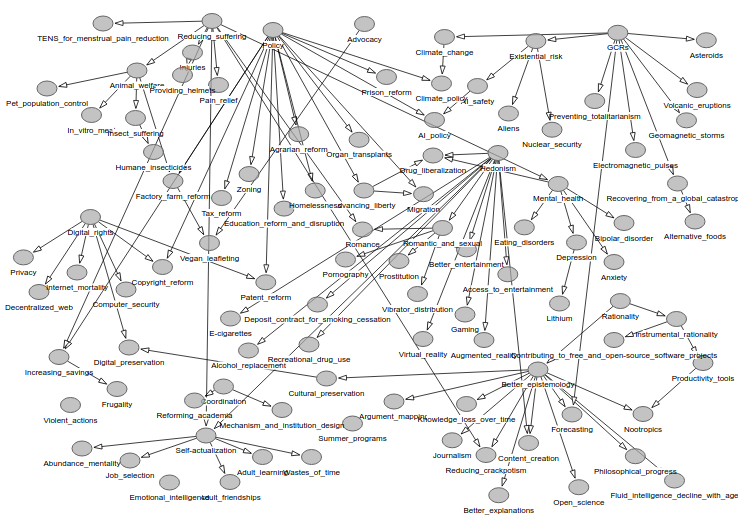 TENS_for_menstrual_pain_reduction
Reducing_suffering
Policy
Advocacy
Climate_change
Existential_risk
GCRs
Asteroids
Injuries
Animal_welfare
Providing_helmets
Pain_relief
Prison_reform
Climate_policy
AI_safety
Pet_population_control
Volcanic_eruptions
In_vitro_meat
Insect_suffering
Aliens
Preventing_totalitarianism
Geomagnetic_storms
AI_policy
Nuclear_security
Agrarian_reform
Organ_transplants
Humane_insecticides
Drug_liberalization
Hedonism
Electromagnetic_pulses
Factory_farm_reform
Zoning
Mental_health
Recovering_from_a_global_catastrop
Tax_reform
Homelessness
Advancing_liberty
Migration
Education_reform_and_disruption
Digital_rights
Vegan_leafleting
Romance
Romantic_and_sexual
Eating_disorders
Bipolar_disorder
Alternative_foods
Privacy
Internet_mortality
Copyright_reform
Pornography
Prostitution
Better_entertainment
Depression
Anxiety
Decentralized_web
Computer_security
Patent_reform
Access_to_entertainment
Deposit_contract_for_smoking_cessation
Vibrator_distribution
Lithium
Rationality
E-cigarettes
Gaming
Instrumental_rationality
Digital_preservation
Alcohol_replacement
Recreational_drug_use
Virtual_reality
Augmented_reality
Contributing_to_free_and_open-source_software_projects
Increasing_savings
Productivity_tools
Frugality
Cultural_preservation
Better_epistemology
Violent_actions
Reforming_academia
Coordination
Mechanism_and_institution_design
Argument_mapping
Knowledge_loss_over_time
Forecasting
Nootropics
Summer_programs
Self-actualization
Journalism
Content_creation
Abundance_mentality
Job_selection
Adult_learning
Wastes_of_time
Reducing_crackpotism
Philosophical_progress
Emotional_intelligence
Adult_friendships
Better_explanations
Open_science
Fluid_intelligence_decline_with_age